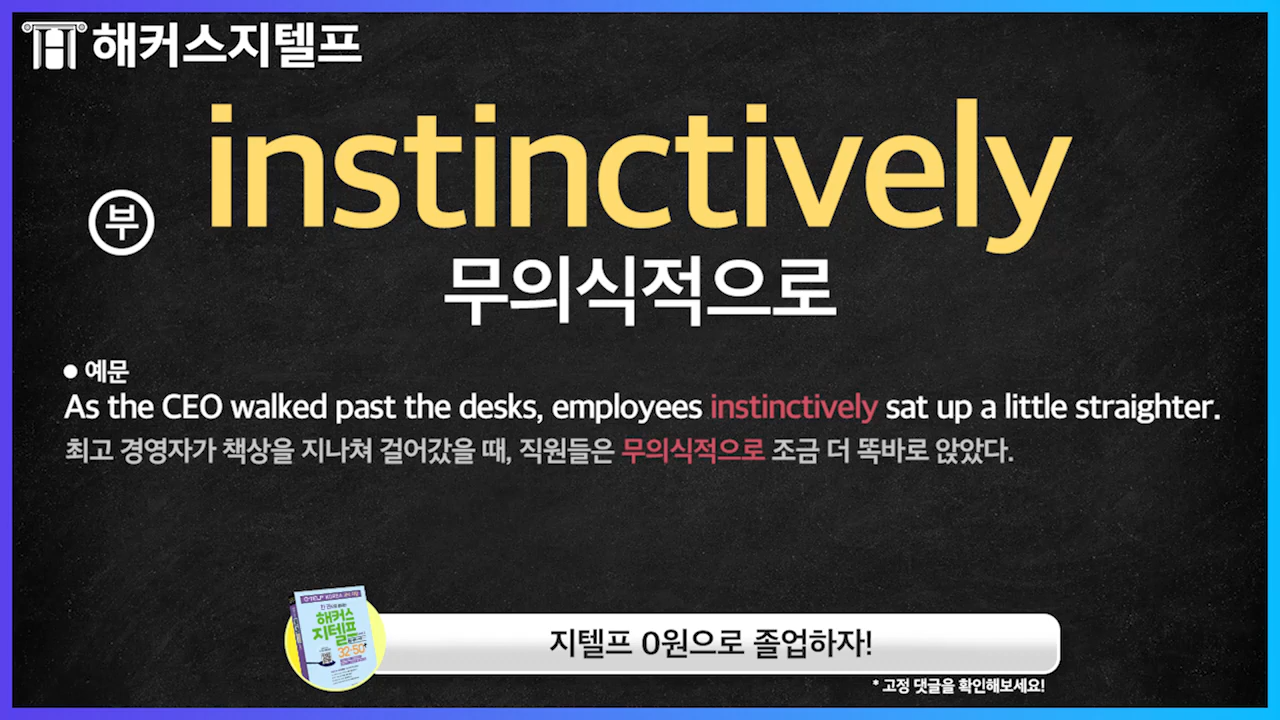 해커스지텔프
instinctively
부
무의식적으로
● 예문
As the CEO walked past the desks, employees instinctively sat up a little straighter.
최고 경영자가 책상을 지나쳐 걸어갔을 때, 직원들은 무의식적으로 조금 더 똑바로 앉았다.
해커스
지텔프
32-50
지텔프 0원으로 졸업하자!
* 고정 댓글을 확인해보세요!